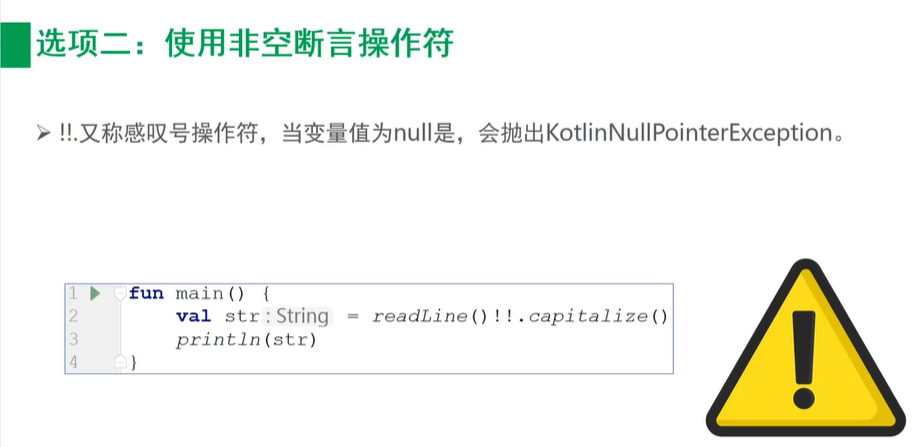 选项二：使用非空断言操作符
➢ !!.又称感叹号操作符，当变量值为null是，会抛出KotlinNullPointerException。
1 fun main() {
2 val str: String = readLine()!!.capitalize()
3 println(str)
4 }